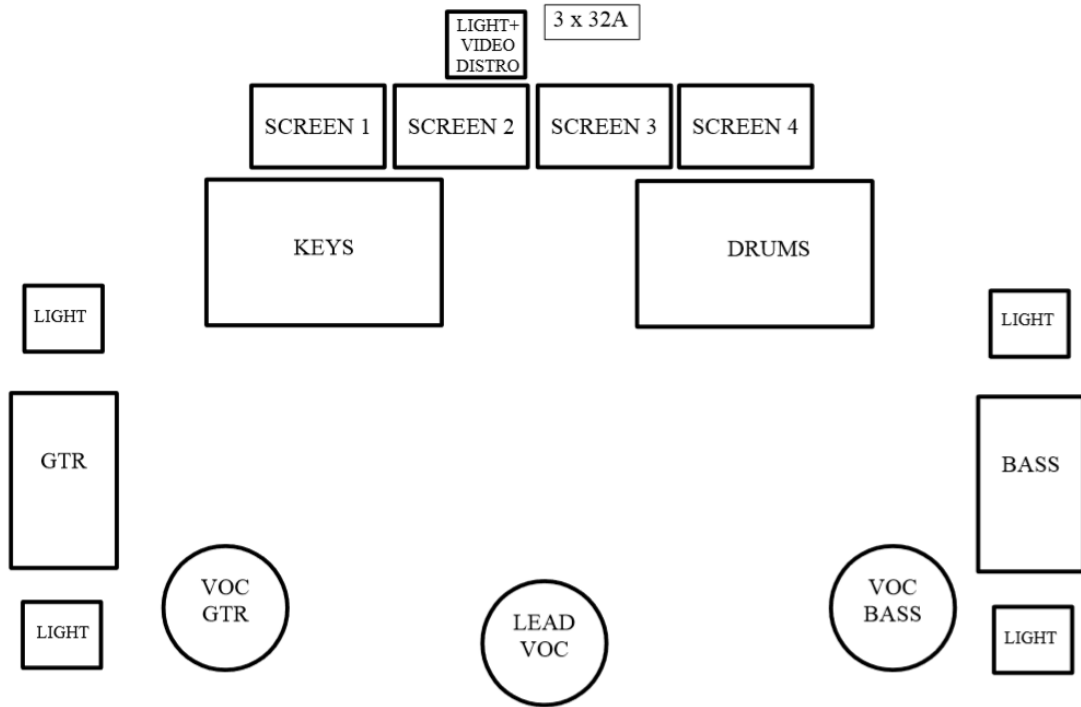 LIGHT+
VIDEO
DISTRO
3 x 32A
SCREEN 1
SCREEN 2
SCREEN 3
SCREEN 4
KEYS
DRUMS
LIGHT
LIGHT
GTR
BASS
VOC
GTR
LEAD
VOC
VOC
BASS
LIGHT
LIGHT